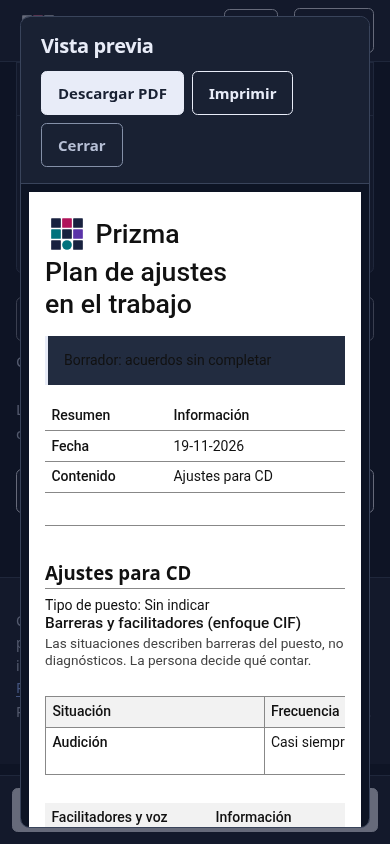 Vista previa
Descargar PDF
Imprimir
Cerrar
Prizma
Plan de ajustes
en el trabajo
Borrador: acuerdos sin completar
Resumen Información
Fecha 19-11-2026
Contenido Ajustes para CD
Ajustes para CD
Tipo de puesto: Sin indicar
Barreras y facilitadores (enfoque CIF)
Las situaciones describen barreras del puesto, no
diagnósticos. La persona decide qué contar.
Situación Frecuencia
Audición Casi siempr
Facilitadores y voz Información